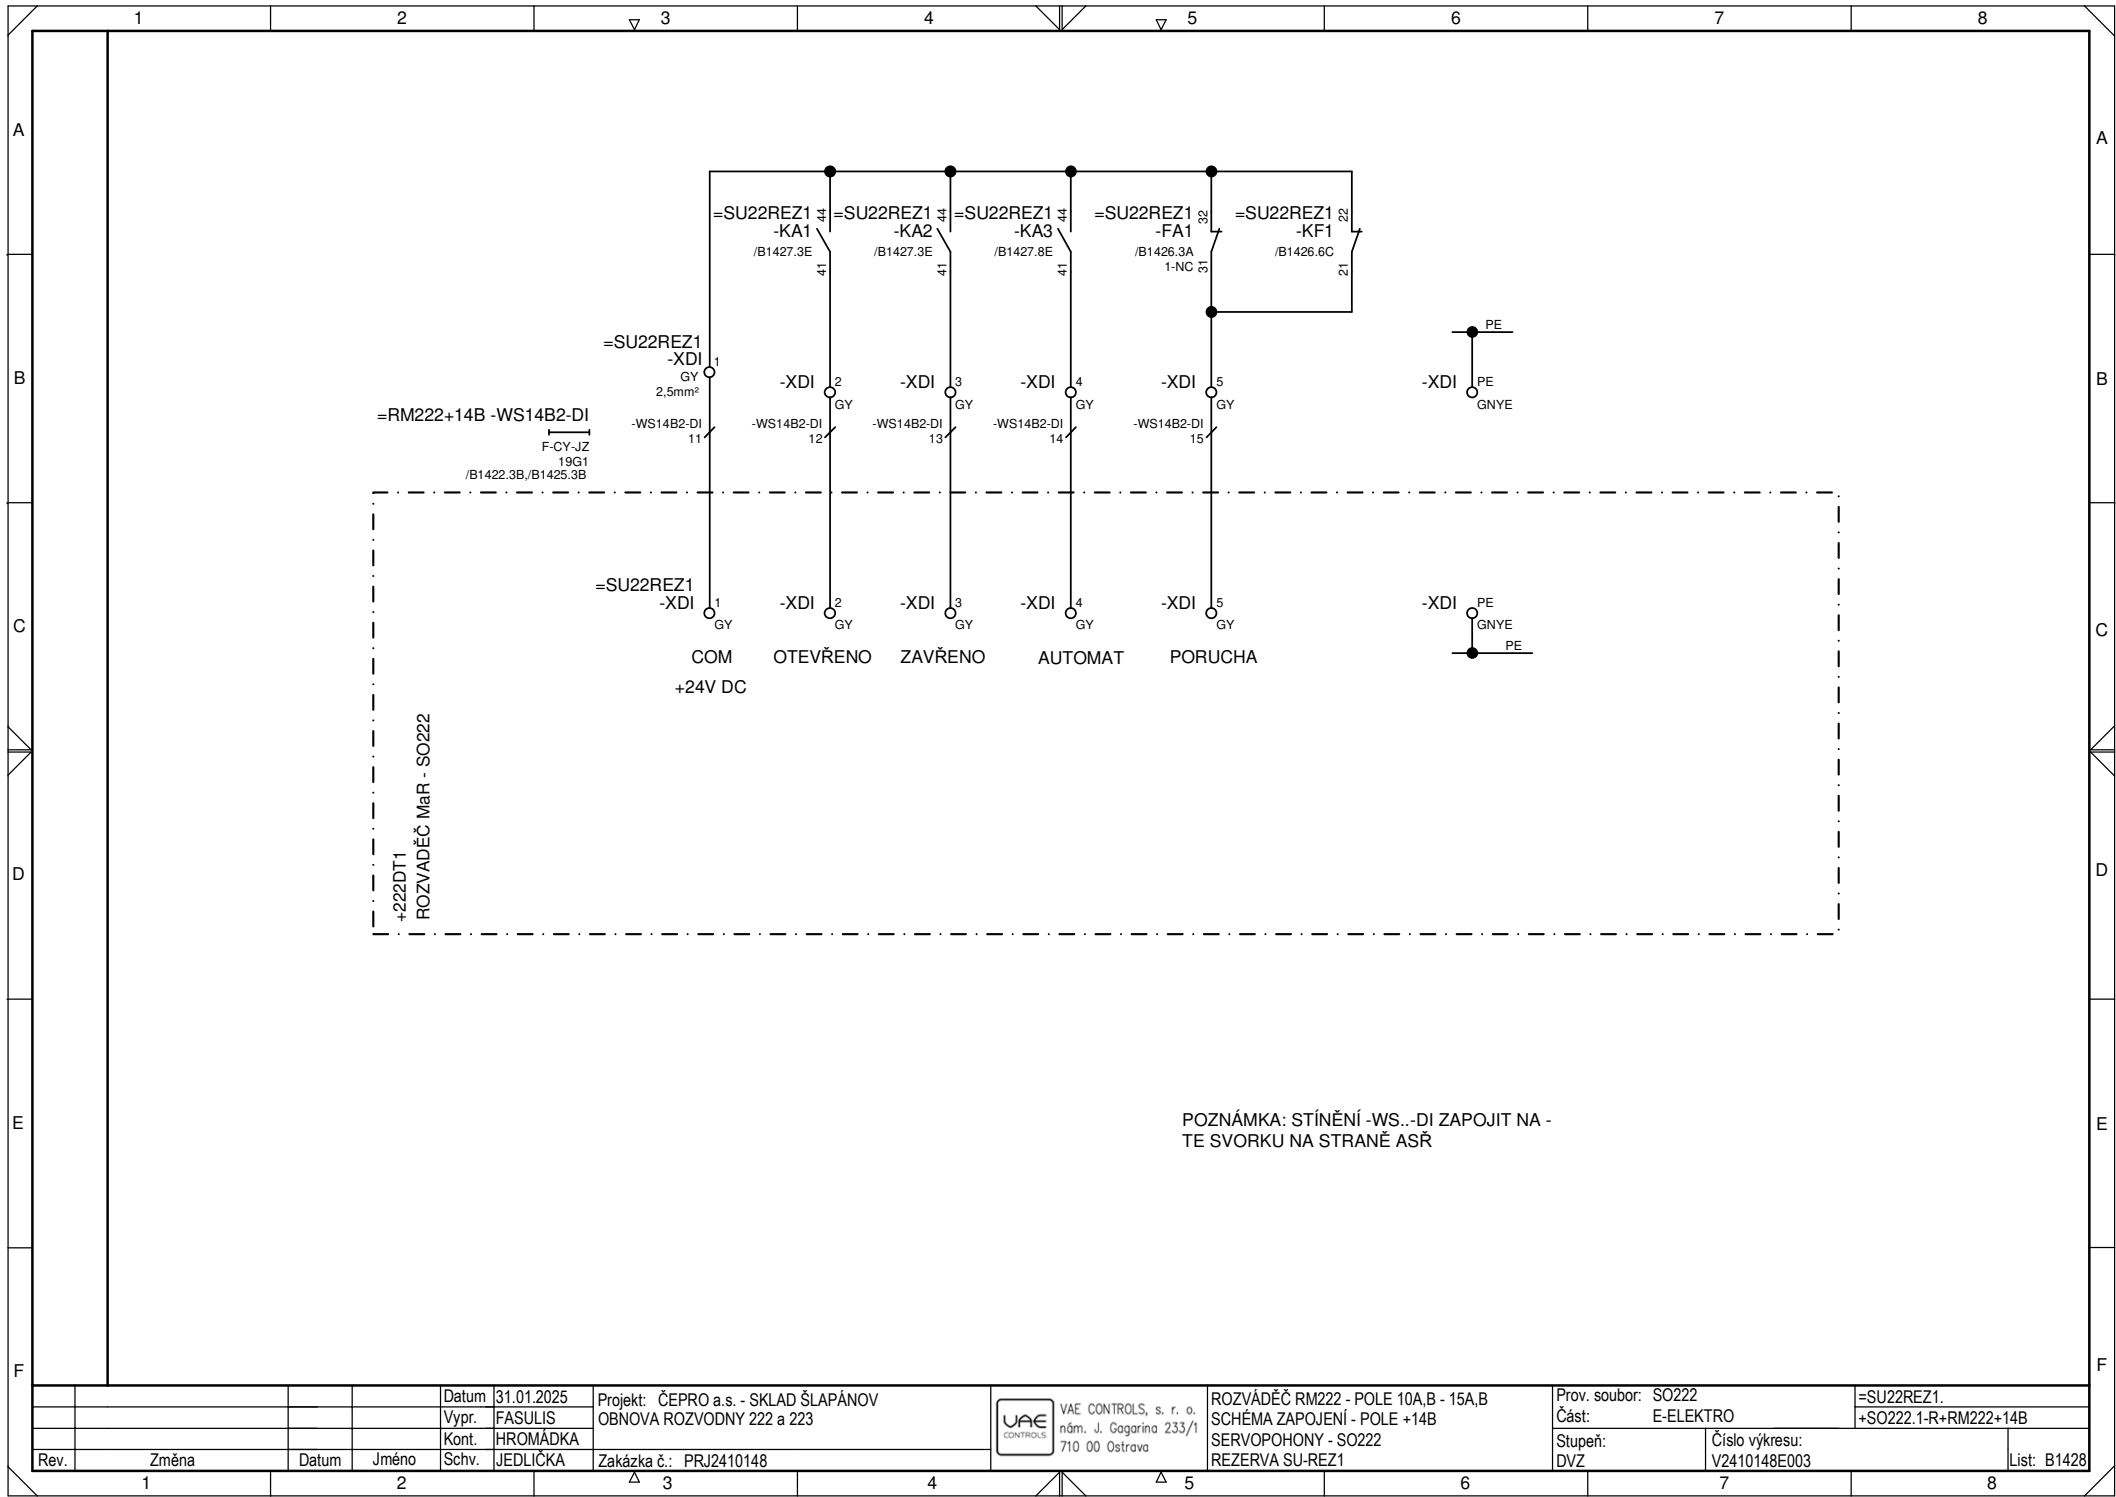 1 2 3 4 5 6 7 8
A A
=SU22REZ1 44 =SU22REZ1 44 =SU22REZ1 44 =SU22REZ1 32 =SU22REZ1 22
-KA1 -KA2 -KA3 -FA1 -KF1
/B1427.3E /B1427.3E /B1427.8E /B1426.3A /B1426.6C
41 41 41 1-NC 31 21
PE
=SU22REZ1
-XDI 1
GY
2,5mm²
B B
-XDI 2 -XDI 3 -XDI 4 -XDI 5 -XDI PE
GY GY GY GY GNYE
=RM222+14B -WS14B2-DI
F-CY-JZ
19G1
/B1422.3B,/B1425.3B
-WS14B2-DI -WS14B2-DI -WS14B2-DI -WS14B2-DI -WS14B2-DI
11 12 13 14 15
=SU22REZ1
-XDI 1 -XDI 2 -XDI 3 -XDI 4 -XDI 5 -XDI PE
GY GY GY GY GY GNYE
C C
PE
COM OTEVŘENO ZAVŘENO AUTOMAT PORUCHA
+24V DC
+222DT1
ROZVADĚČ MaR - SO222
D D
E E
POZNÁMKA: STÍNĚNÍ -WS..-DI ZAPOJIT NA -
TE SVORKU NA STRANĚ ASŘ
F F
Datum 31.01.2025
Vypr. FASULIS
Kont. HROMÁDKA
Rev. Změna Datum Jméno Schv. JEDLIČKA
Projekt: ČEPRO a.s. - SKLAD ŠLAPÁNOV
OBNOVA ROZVODNY 222 a 223
Zakázka č.: PRJ2410148
VAE
CONTROLS
VAE CONTROLS, s. r. o.
nám. J. Gagarina 233/1
710 00 Ostrava
ROZVÁDĚČ RM222 - POLE 10A,B - 15A,B
SCHÉMA ZAPOJENÍ - POLE +14B
SERVOPOHONY - SO222
REZERVA SU-REZ1
Prov. soubor: SO222
Část: E-ELEKTRO
Stupeň:
DVZ
=SU22REZ1.
+SO222.1-R+RM222+14B
Číslo výkresu:
V2410148E003
List: B1428
1 2 3 4 5 6 7 8